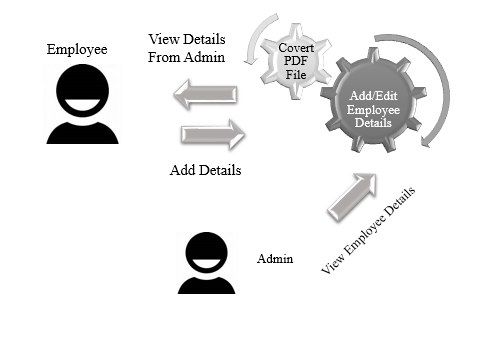 Employee
View Details
From Admin
Covert
PDF
File
Add/Edit
Employee
Details
Add Details
View Employee Details
Admin